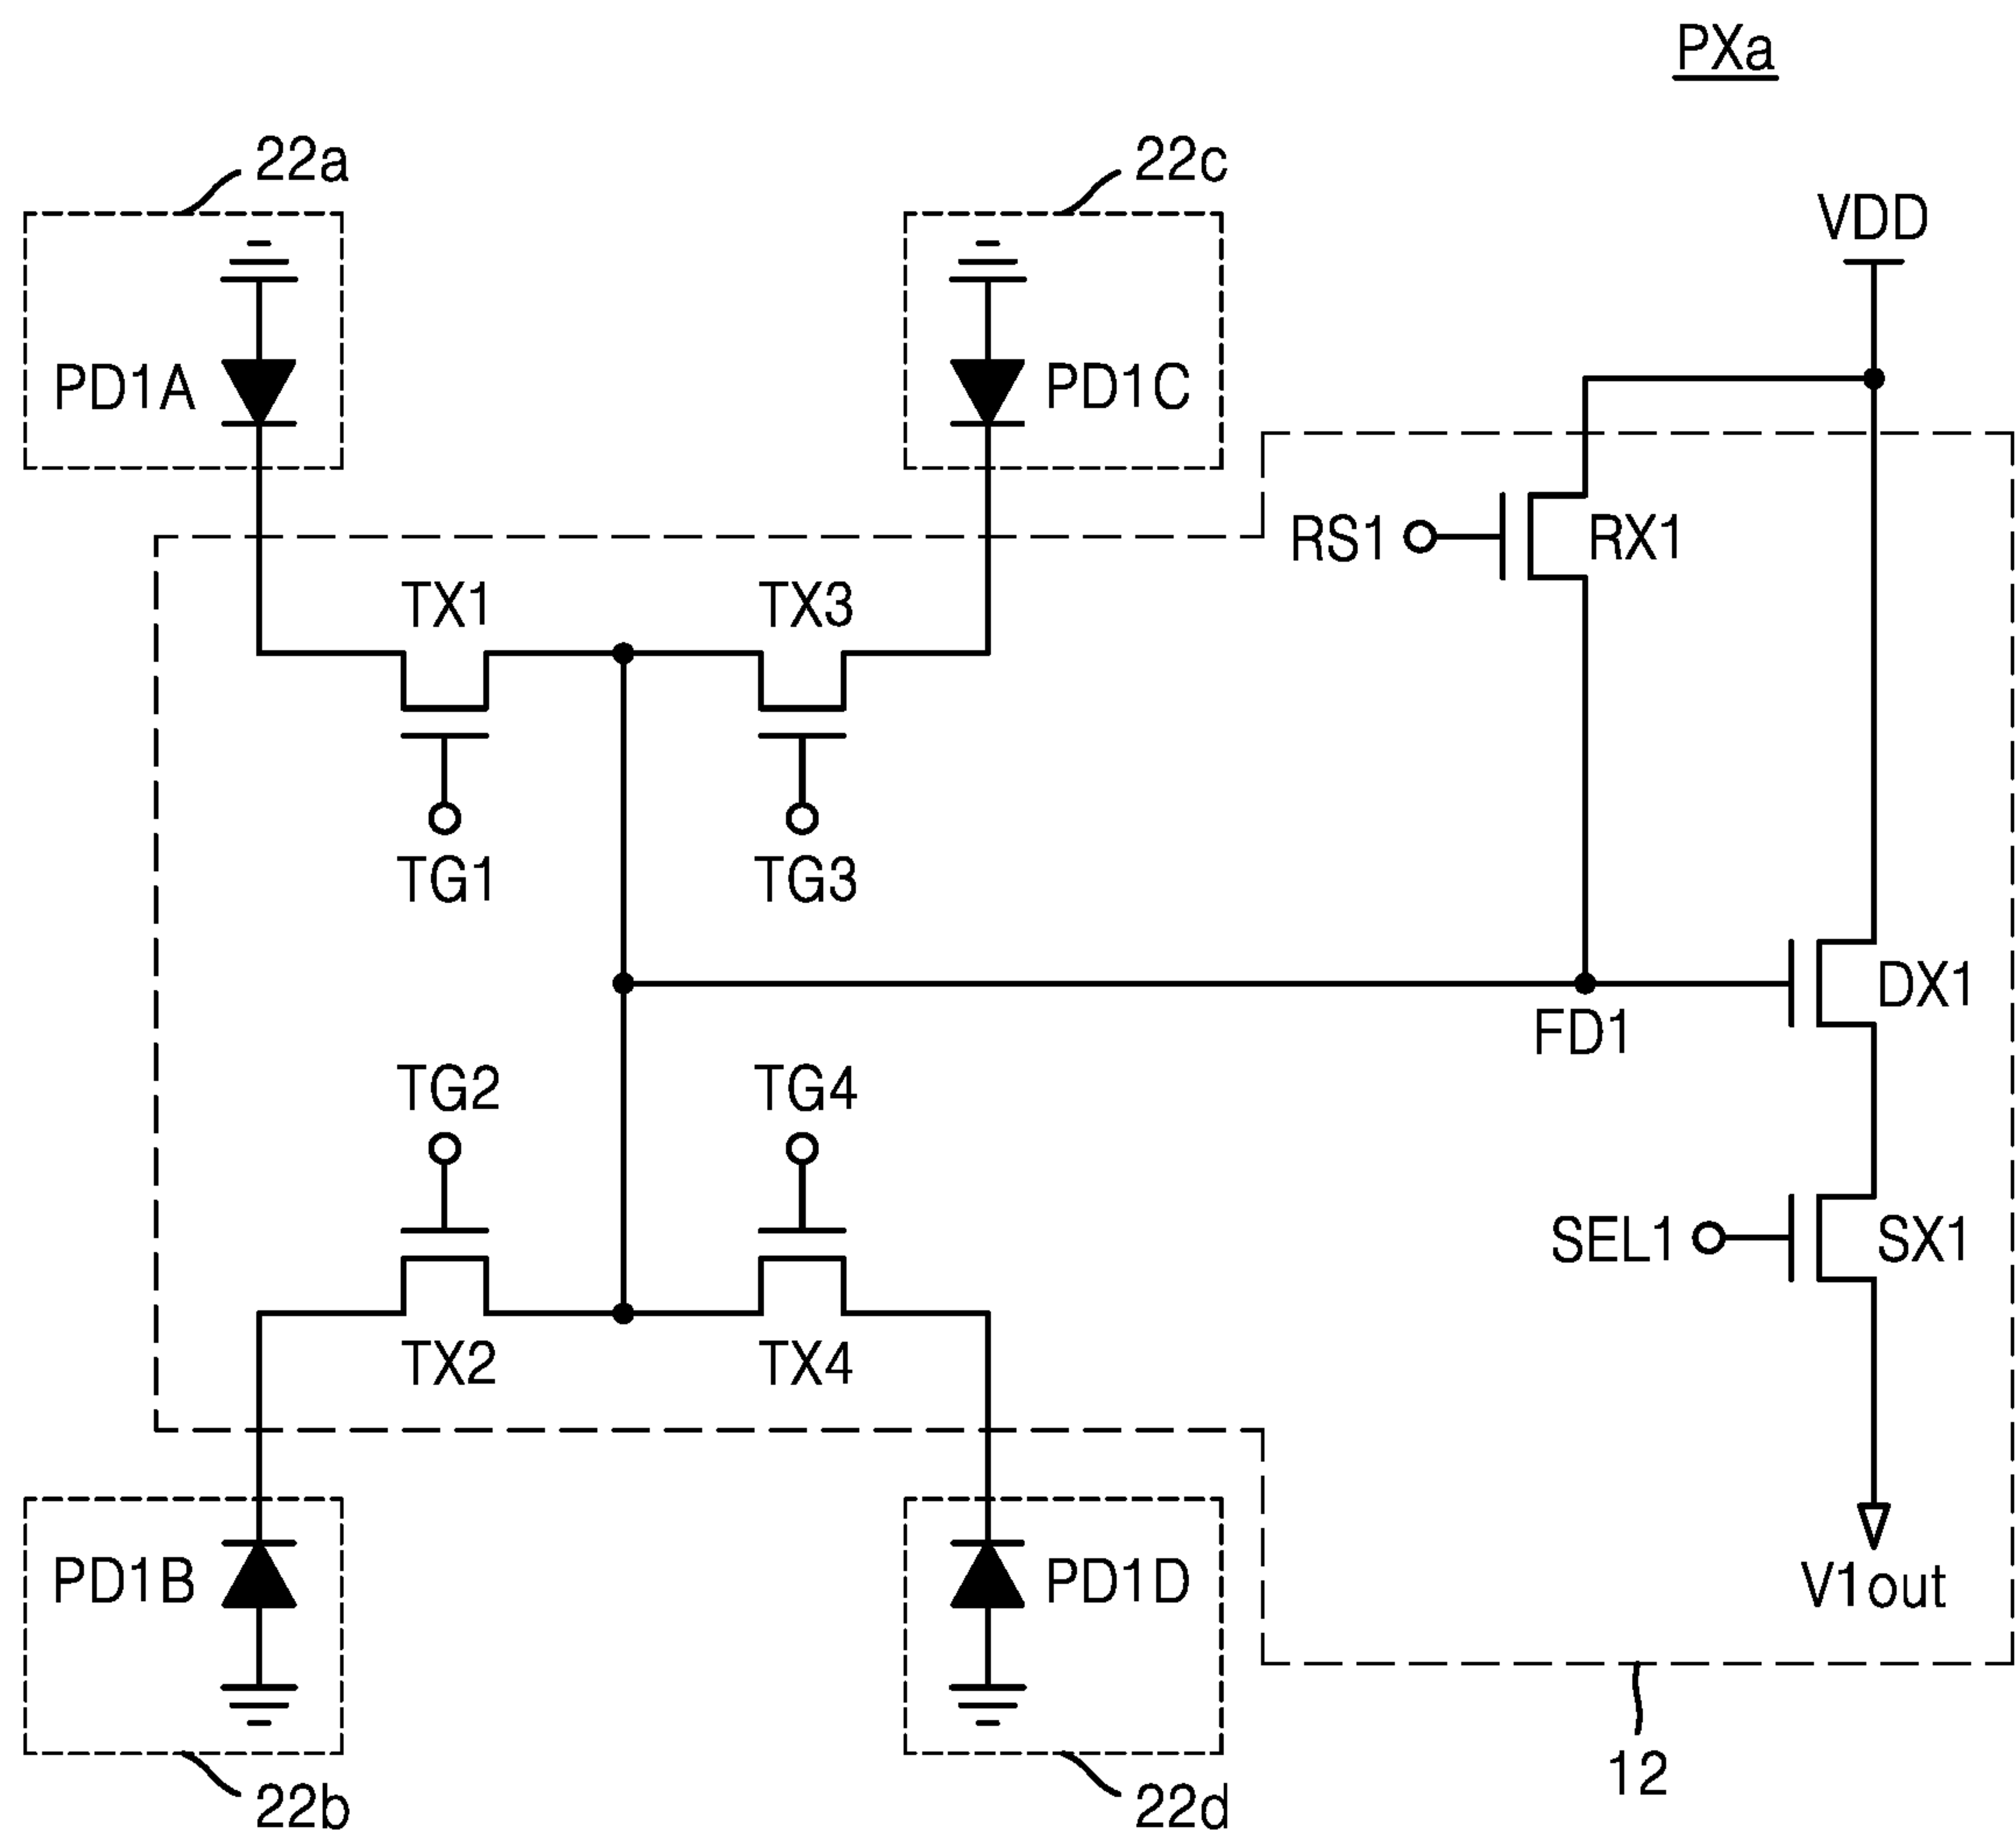 PXa
22a
22c
VDD
PD1A
PD1C
RS1
RX1
TX1
TX3
TG1
TG3
DX1
FD1
TG2
TG4
SEL1
SX1
TX2
TX4
PD1B
PD1D
V1out
12
22b
22d